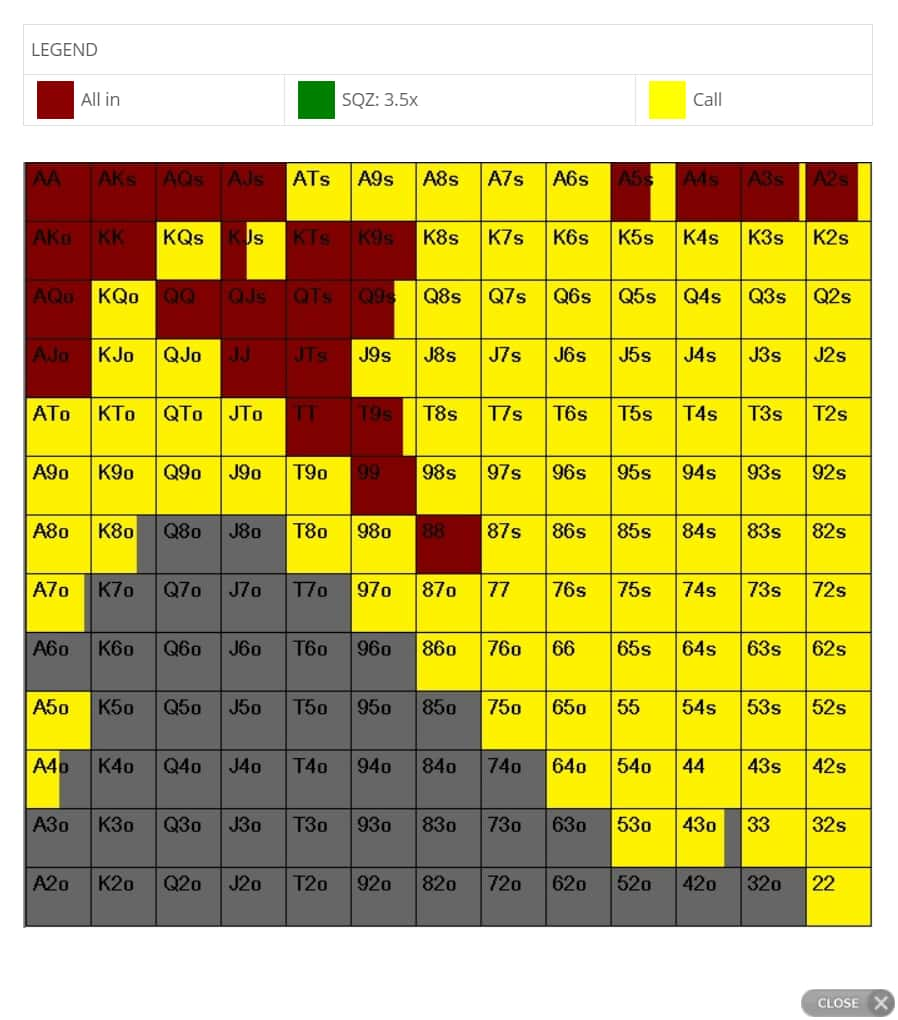 LEGEND
All in SQZ: 3.5x Call
AA AKs AQs AJs ATs A9s A8s A7s A6s A5s A4s A3s A2s
AKo KK KQs KJs KTs K9s K8s K7s K6s K5s K4s K3s K2s
AQo KQo QQ QJs QTs Q9s Q8s Q7s Q6s Q5s Q4s Q3s Q2s
AJo KJo QJo JJ JTs J9s J8s J7s J6s J5s J4s J3s J2s
ATo KTo QTo JTo TT T9s T8s T7s T6s T5s T4s T3s T2s
A9o K9o Q9o J9o T9o 99 98s 97s 96s 95s 94s 93s 92s
A8o K8o Q8o J8o T8o 98o 88 87s 86s 85s 84s 83s 82s
A7o K7o Q7o J7o T7o 97o 87o 77 76s 75s 74s 73s 72s
A6o K6o Q6o J6o T6o 96o 86o 76o 66 65s 64s 63s 62s
A5o K5o Q5o J5o T5o 95o 85o 75o 65o 55 54s 53s 52s
A4o K4o Q4o J4o T4o 94o 84o 74o 64o 54o 44 43s 42s
A3o K3o Q3o J3o T3o 93o 83o 73o 63o 53o 43o 33 32s
A2o K2o Q2o J2o T2o 92o 82o 72o 62o 52o 42o 32o 22
CLOSE